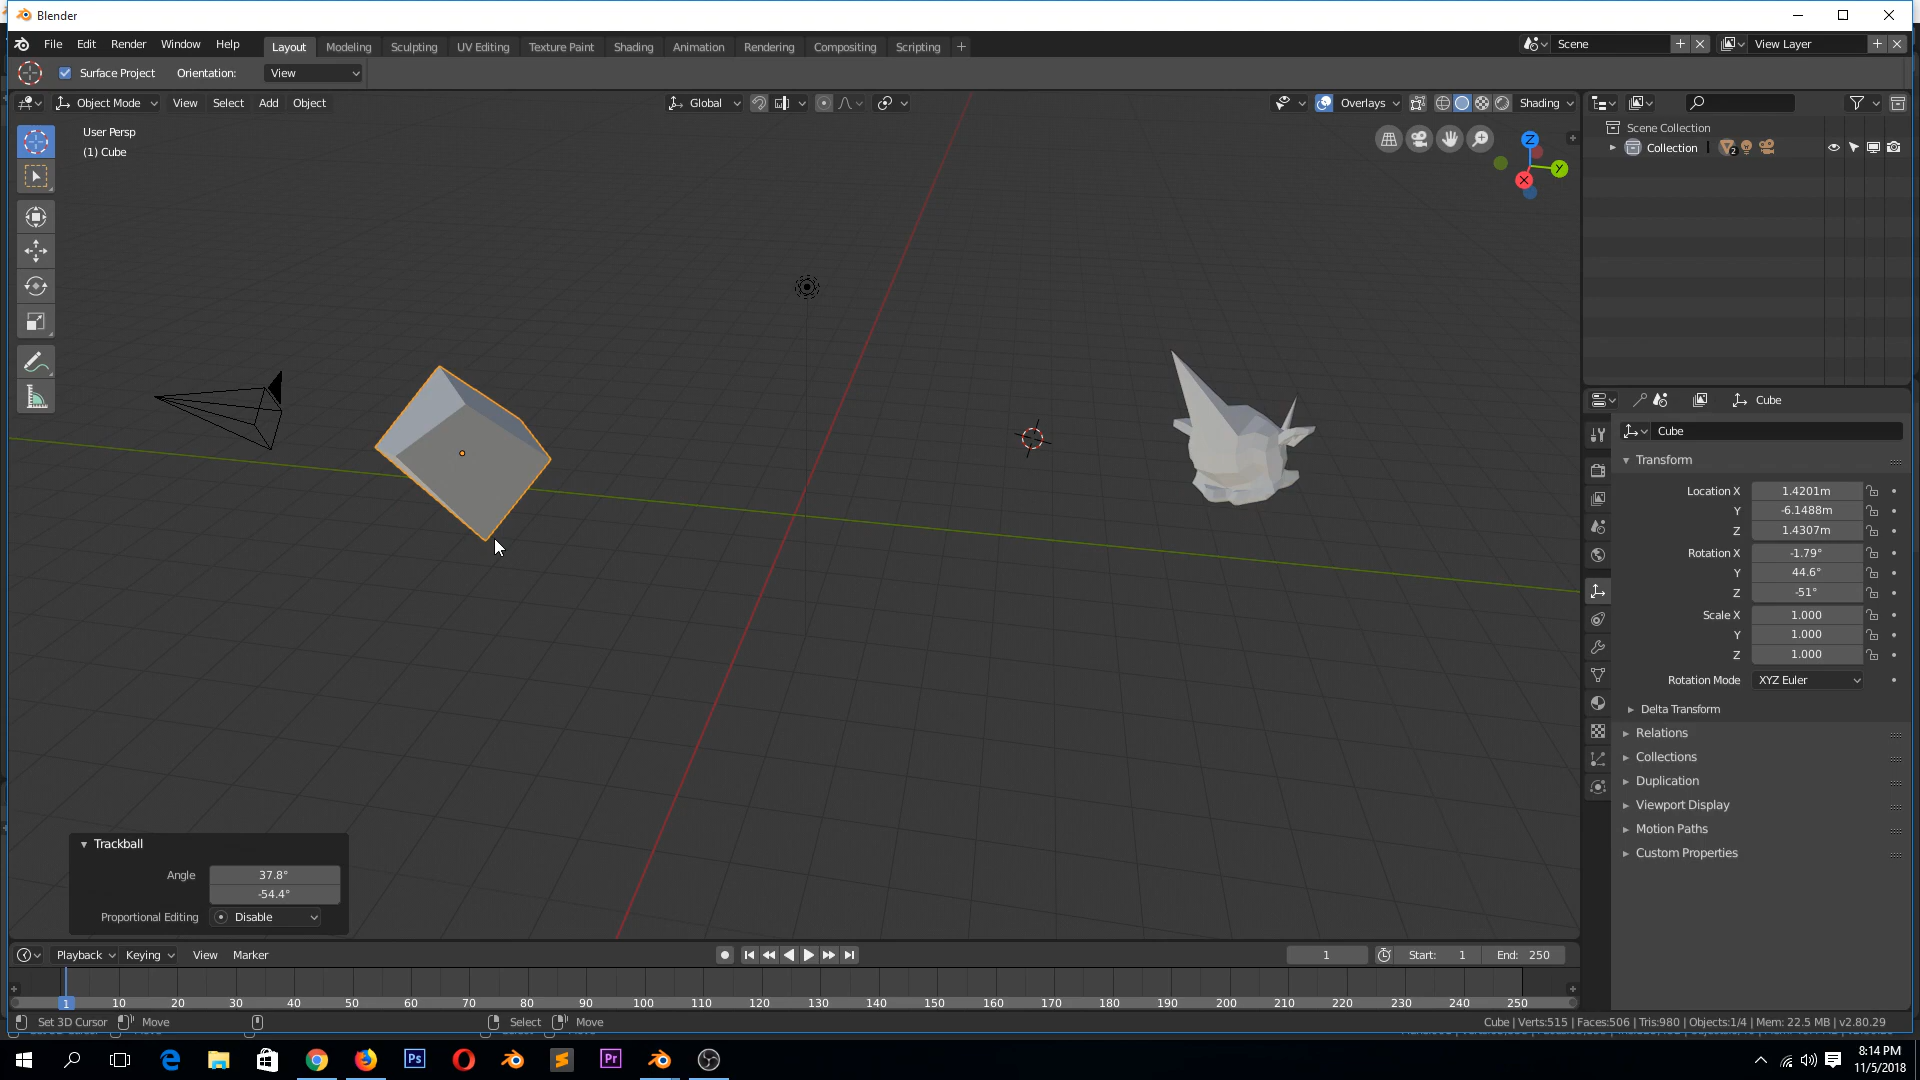 Blender
File Edit Render Window Help
Layout Modeling Sculpting UV Editing Texture Paint Shading Animation Rendering Compositing Scripting +
Scene
View Layer
Surface Project Orientation: View
Object Mode View Select Add Object
Global
Overlays
Shading
User Persp
(1) Cube
Z
Y
X
Scene Collection
Collection 2
Cube
Cube
Transform
Location X 1.4201m
Y -6.1488m
Z 1.4307m
Rotation X -1.79°
Y 44.6°
Z -51°
Scale X 1.000
Y 1.000
Z 1.000
Rotation Mode XYZ Euler
Delta Transform
Relations
Collections
Duplication
Viewport Display
Motion Paths
Custom Properties
Trackball
Angle 37.8°
-54.4°
Proportional Editing Disable
Playback Keying View Marker
1
Start: 1 End: 250
1 10 20 30 40 50 60 70 80 90 100 110 120 130 140 150 160 170 180 190 200 210 220 230 240 250
Set 3D Cursor Move Select Move
Cube | Verts:515 | Faces:506 | Tris:980 | Objects:1/4 | Mem: 22.5 MB | v2.80.29
Ps
Pr
8:14 PM
11/5/2018